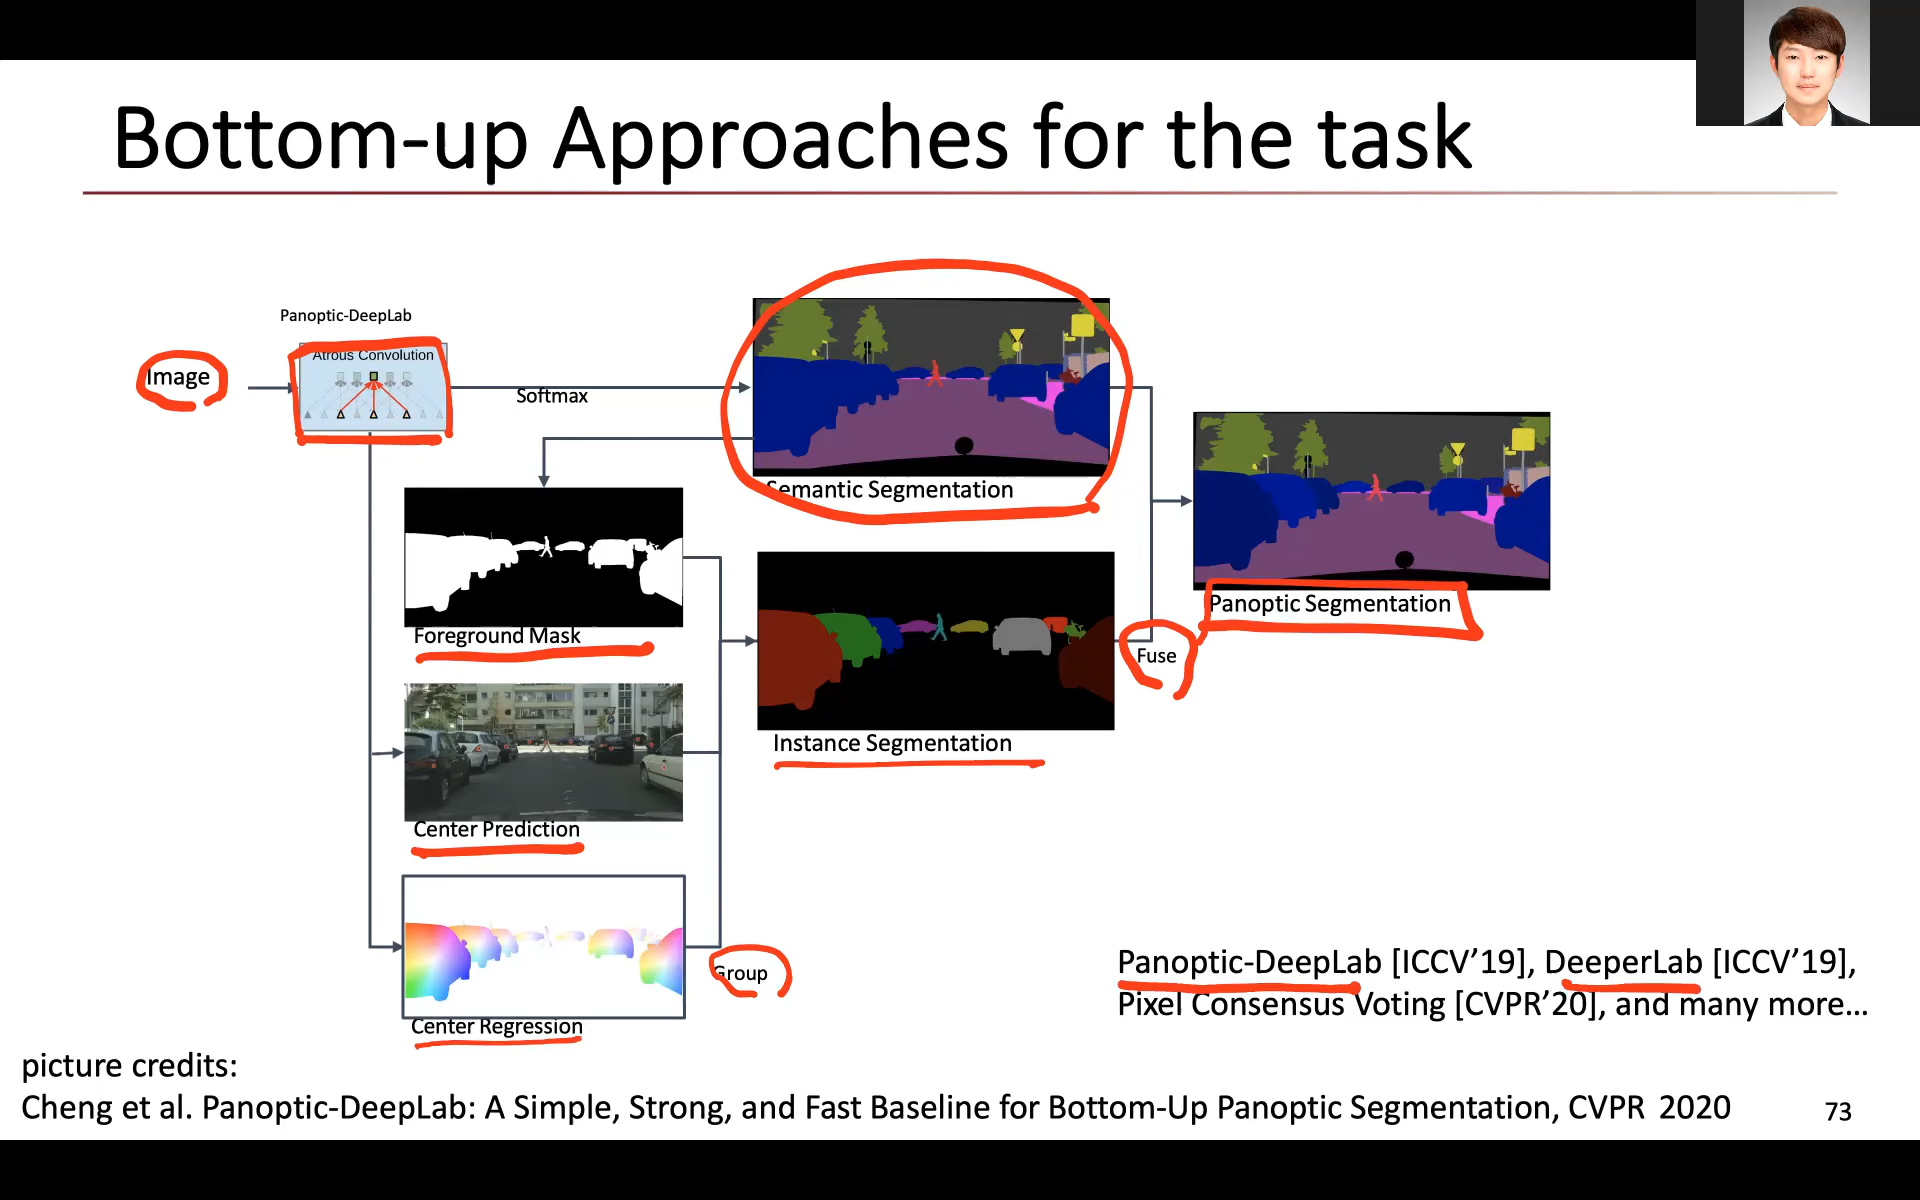 Bottom-up Approaches for the task
Panoptic-DeepLab
Atrous Convolution
Image
Softmax
Semantic Segmentation
Foreground Mask
Panoptic Segmentation
Fuse
Instance Segmentation
Center Prediction
Group
Center Regression
Panoptic-DeepLab [ICCV’19], DeeperLab [ICCV’19],
Pixel Consensus Voting [CVPR’20], and many more...
picture credits:
Cheng et al. Panoptic-DeepLab: A Simple, Strong, and Fast Baseline for Bottom-Up Panoptic Segmentation, CVPR 2020
73